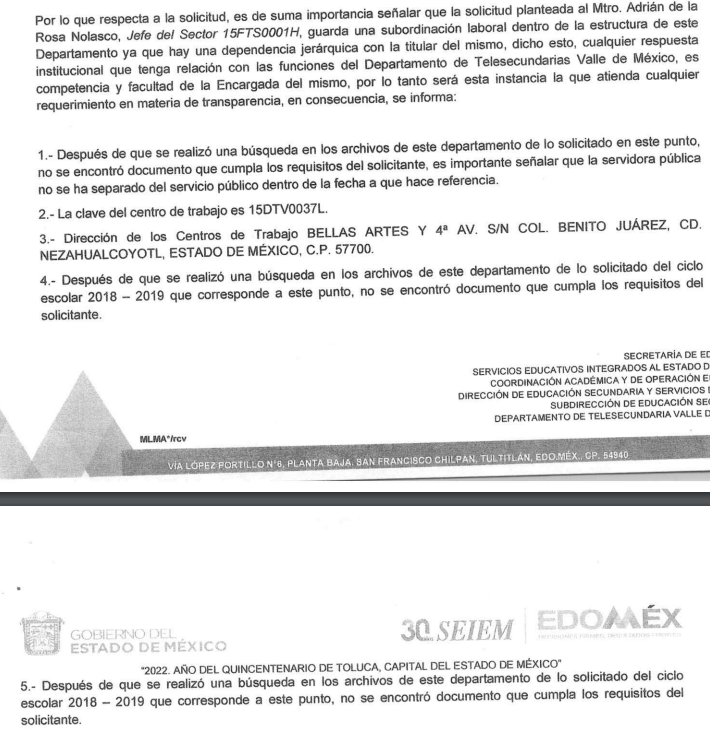 Por lo que respecta a la solicitud, es de suma importancia señalar que la solicitud planteada al Mtro. Adrián de la
Rosa Nolasco, Jefe del Sector 15FTS0001H, guarda una subordinación laboral dentro de la estructura de este
Departamento ya que hay una dependencia jerárquica con la titular del mismo, dicho esto, cualquier respuesta
institucional que tenga relación con las funciones del Departamento de Telesecundarias Valle de México, es
competencia y facultad de la Encargada del mismo, por lo tanto será esta instancia la que atienda cualquier
requerimiento en materia de transparencia, en consecuencia, se informa:
1.- Después de que se realizó una búsqueda en los archivos de este departamento de lo solicitado en este punto,
no se encontró documento que cumpla los requisitos del solicitante, es importante señalar que la servidora pública
no se ha separado del servicio público dentro de la fecha a que hace referencia.
2.- La clave del centro de trabajo es 15DTV0037L.
3.- Dirección de los Centros de Trabajo BELLAS ARTES Y 4ª AV. S/N COL. BENITO JUÁREZ, CD.
NEZAHUALCOYOTL, ESTADO DE MÉXICO, C.P. 57700.
4.- Después de que se realizó una búsqueda en los archivos de este departamento de lo solicitado del ciclo
escolar 2018 – 2019 que corresponde a este punto, no se encontró documento que cumpla los requisitos del
solicitante.
SECRETARÍA DE ED
SERVICIOS EDUCATIVOS INTEGRADOS AL ESTADO D
COORDINACIÓN ACADÉMICA Y DE OPERACIÓN E
DIRECCIÓN DE EDUCACIÓN SECUNDARIA Y SERVICIOS
SUBDIRECCIÓN DE EDUCACIÓN SE
DEPARTAMENTO DE TELESECUNDARIA VALLE D
MLMA*/rcv
VÍA LÓPEZ PORTILLO N°6, PLANTA BAJA. SAN FRANCISCO CHILPAN, TULTITLÁN, EDO.MÉX., CP. 54940
GOBIERNO DEL
ESTADO DE MÉXICO
30 SEIEM
EDOMÉX
"2022. AÑO DEL QUINCENTENARIO DE TOLUCA, CAPITAL DEL ESTADO DE MÉXICO"
5.- Después de que se realizó una búsqueda en los archivos de este departamento de lo solicitado del ciclo
escolar 2018 – 2019 que corresponde a este punto, no se encontró documento que cumpla los requisitos del
solicitante.